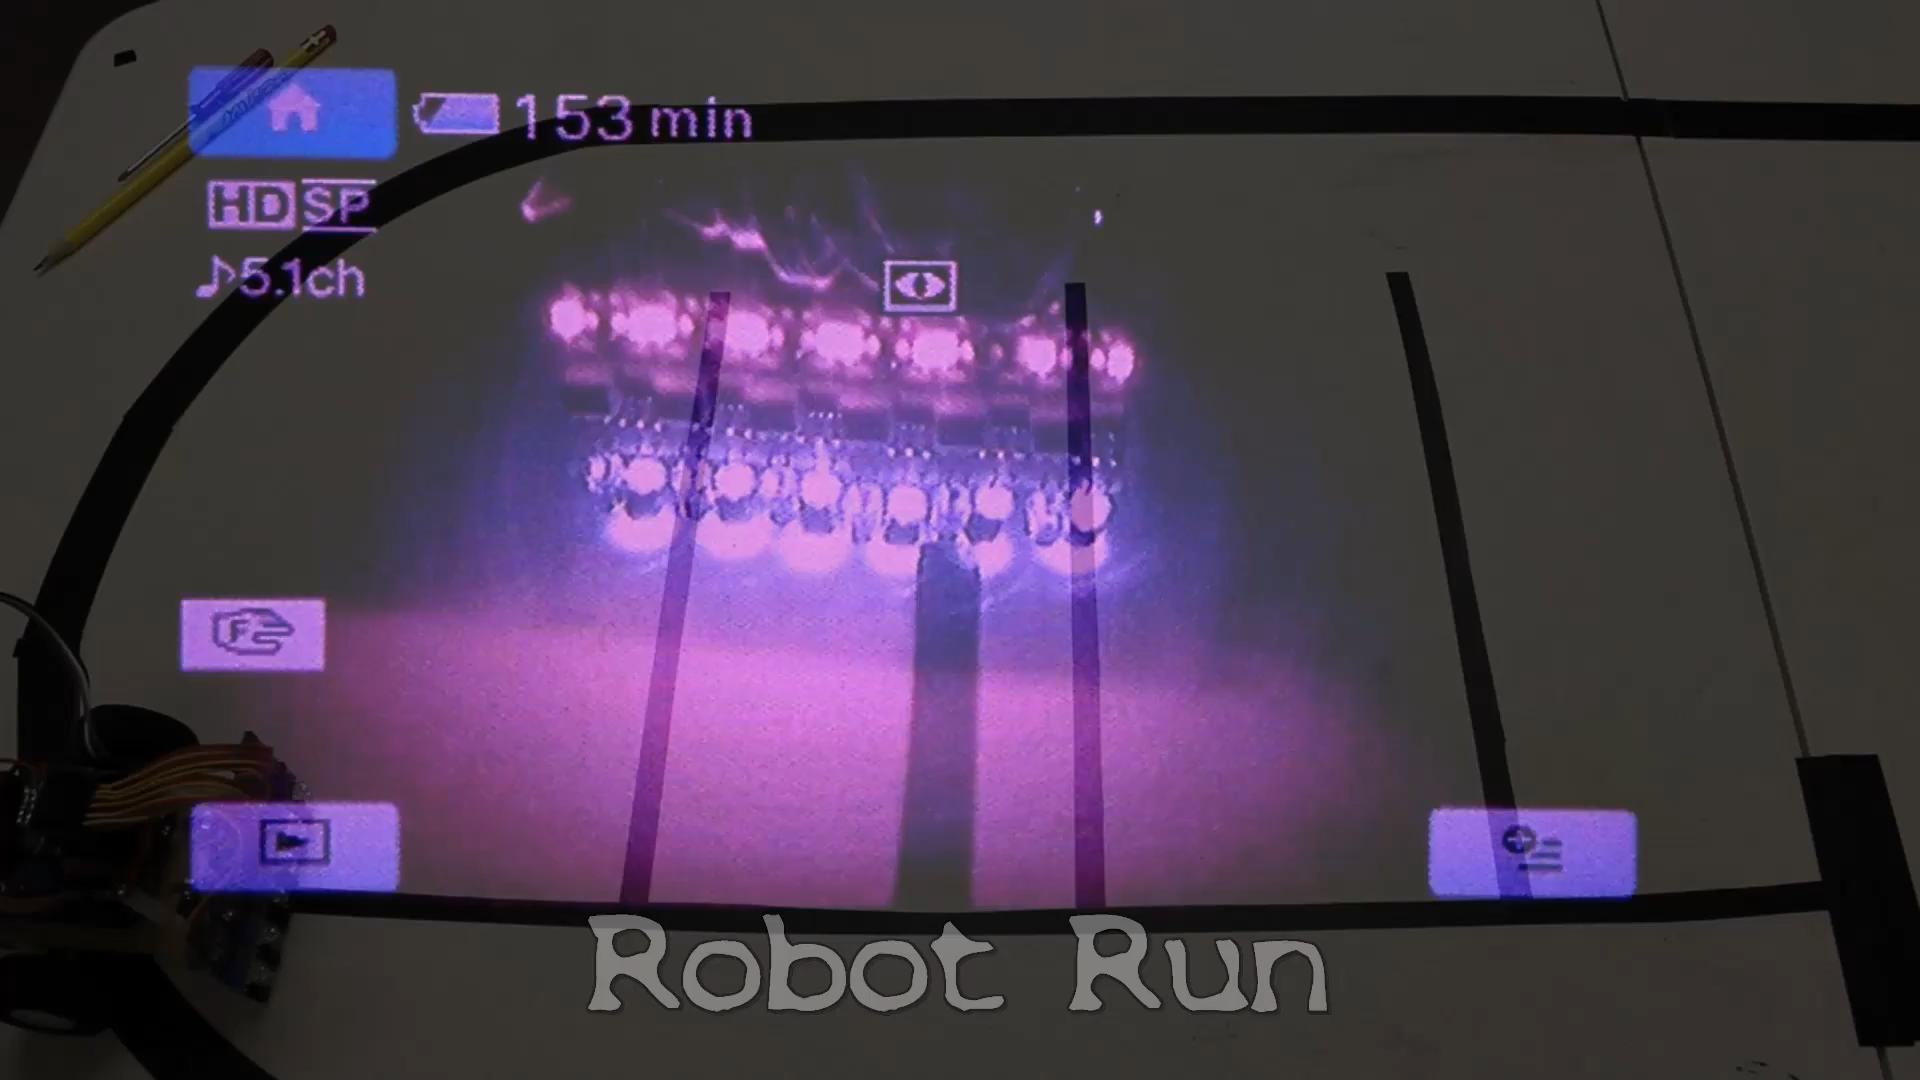 153 min
HD SP
♪5.1ch
F
Robot Run